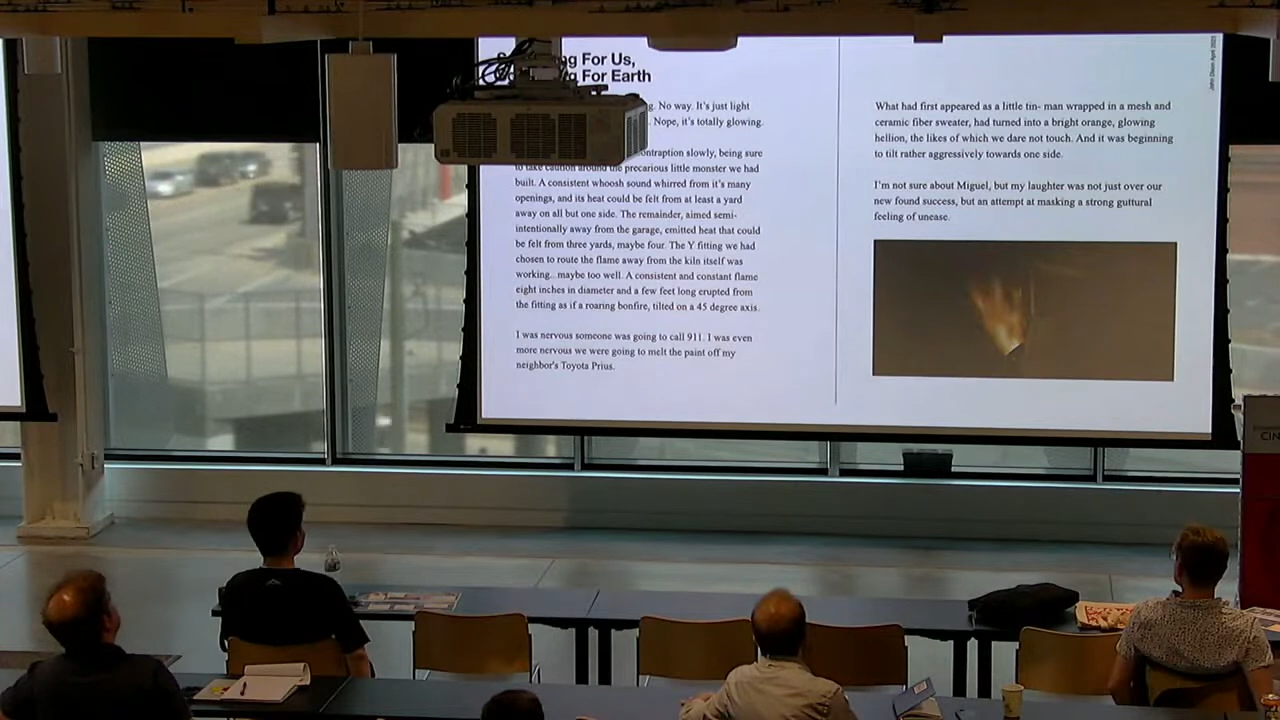 ng For Us,
g For Earth
g. No way. It's just light
. Nope, it's totally glowing.
ontraption slowly, being sure
to take caution around the precarious little monster we had
built. A consistent whoosh sound whirred from it's many
openings, and its heat could be felt from at least a yard
away on all but one side. The remainder, aimed semi-
intentionally away from the garage, emitted heat that could
be felt from three yards, maybe four. The Y fitting we had
chosen to route the flame away from the kiln itself was
working.. maybe too well. A consistent and constant flame
eight inches in diameter and a few feet long erupted from
the fitting as if a roaring bonfire, tilted on a 45 degree axis.
I was nervous someone was going to call 911. I was even
more nervous we were going to melt the paint off my
neighbor's Toyota Prius.
What had first appeared as a little tin- man wrapped in a mesh and
ceramic fiber sweater, had turned into a bright orange, glowing
hellion, the likes of which we dare not touch. And it was beginning
to tilt rather aggressively towards one side.
I'm not sure about Miguel, but my laughter was not just over our
new found success, but an attempt at masking a strong guttural
feeling of unease.
John Dixon April 2023
CIN